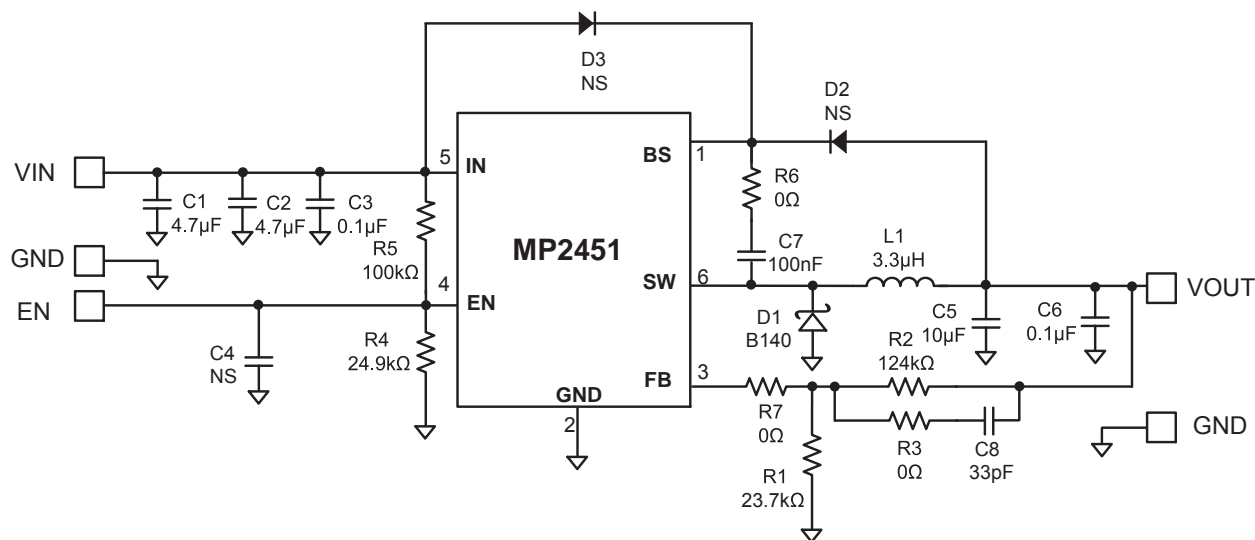 D3
NS
D2
NS
VIN
5
IN
BS
1
C1
4.7µF
C2
4.7µF
C3
0.1µF
R5
100kΩ
R6
0Ω
MP2451
C7
100nF
L1
3.3µH
GND
EN
4
EN
SW
6
VOUT
C4
NS
R4
24.9kΩ
D1
B140
C5
10µF
C6
0.1µF
R2
124kΩ
FB
3
GND
2
R7
0Ω
R3
0Ω
C8
33pF
GND
R1
23.7kΩ